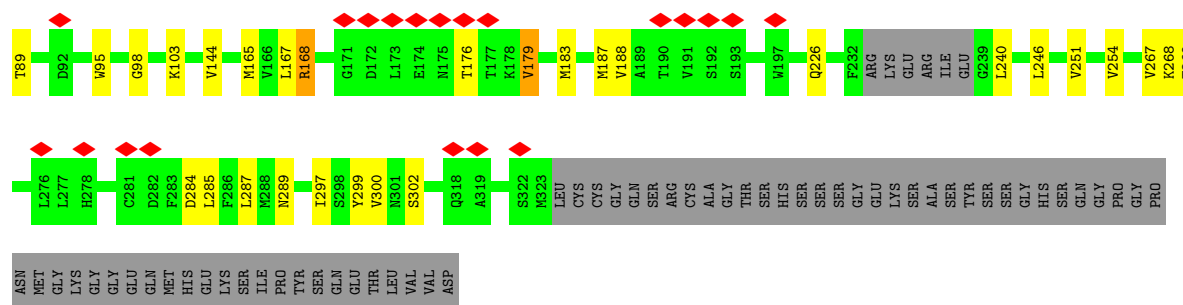 T89 D92 W95 G98 K103 V144 M165 V166 L167 R168 G171 D172 L173 E174 N175 T176 T177 K178 V179 M183 M187 V188 A189 T190 V191 S192 S193 W197 Q226 F232 ARG LYS GLU ARG ILE GLU G239 L240 L246 V251 V254 V267 K268
L276 L277 H278 C281 D282 F283 D284 L285 F286 L287 M288 N289 I297 S298 Y299 V300 N301 S302 Q318 A319 S322 M323 LEU CYS CYS GLY GLN SER ARG CYS ALA GLY THR SER HIS SER SER SER GLY GLU LYS SER ALA SER TYR SER SER GLY HIS SER GLN GLY PRO GLY PRO
ASN MET GLY LYS GLY GLY GLU GLN MET HIS GLU LYS SER ILE PRO TYR SER GLN GLU THR LEU VAL VAL ASP